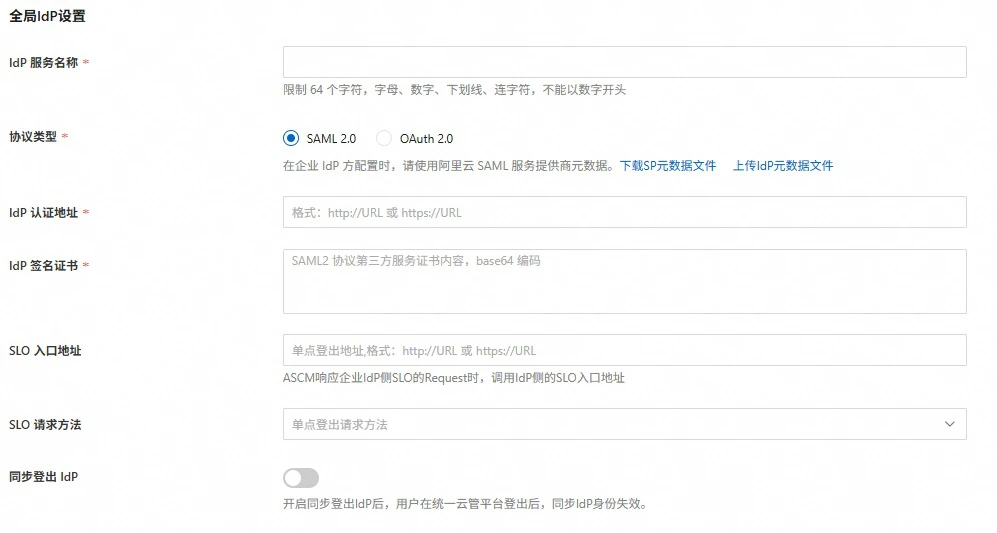 全局IdP设置
IdP 服务名称 *
限制 64 个字符，字母、数字、下划线、连字符，不能以数字开头
协议类型 * SAML 2.0 OAuth 2.0
在企业 IdP 方配置时，请使用阿里云 SAML 服务提供商元数据。下载SP元数据文件 上传IdP元数据文件
IdP 认证地址 * 格式：http://URL 或 https://URL
IdP 签名证书 * SAML2 协议第三方服务证书内容，base64 编码
SLO 入口地址 单点登出地址,格式：http://URL 或 https://URL
ASCM响应企业IdP侧SLO的Request时，调用IdP侧的SLO入口地址
SLO 请求方法 单点登出请求方法
同步登出 IdP
开启同步登出IdP后，用户在统一云管平台登出后，同步IdP身份失效。